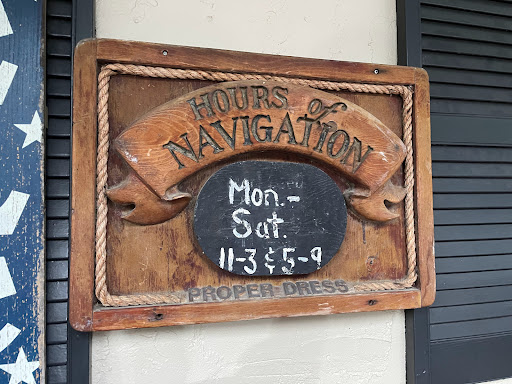 HOURS of
NAVIGATION
Mon.-
Sat.
11-3 & 5-9
PROPER DRESS